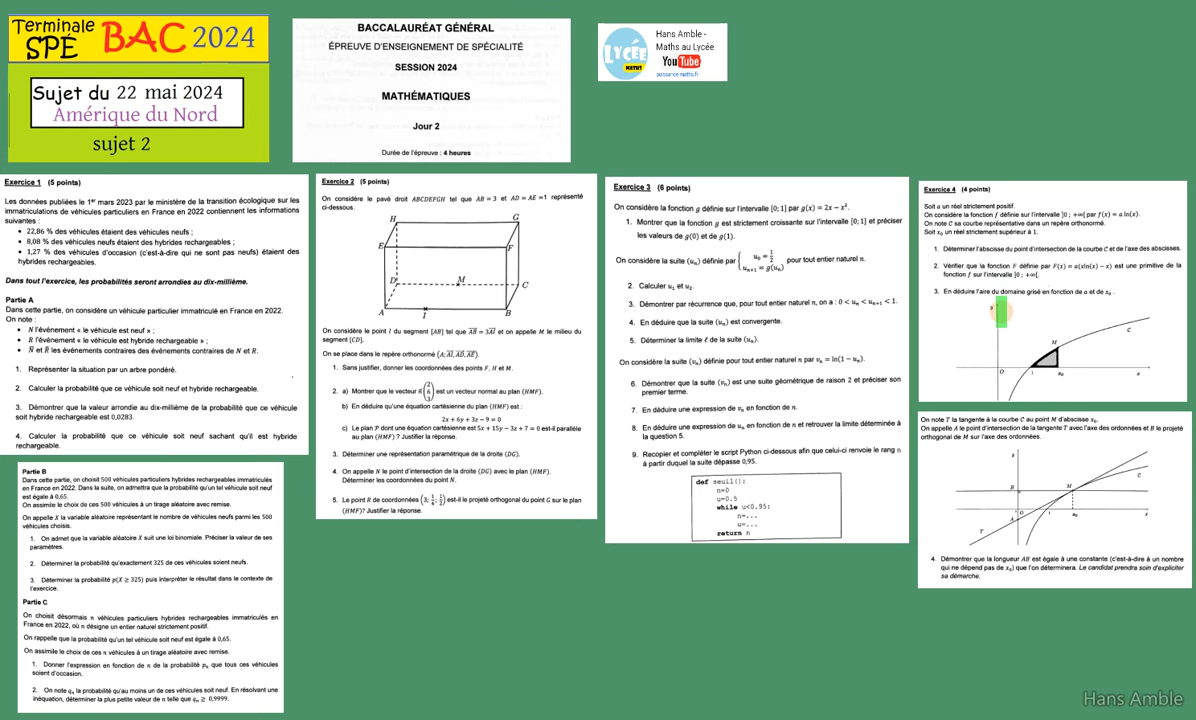 Terminale
SPÉ BAC 2024
Sujet du 22 mai 2024
Amérique du Nord
sujet 2
BACCALAURÉAT GÉNÉRAL
ÉPREUVE D'ENSEIGNEMENT DE SPÉCIALITÉ
SESSION 2024
MATHÉMATIQUES
Jour 2
Durée de l'épreuve : 4 heures
LYCÉE
MATHS
Hans Amble -
Maths au Lycée
YouTube
puissance-maths.fr
Exercice 1 (5 points)
Les données publiées le 1er mars 2023 par le ministère de la transition écologique sur les
immatriculations de véhicules particuliers en France en 2022 contiennent les informations
suivantes :
• 22,86 % des véhicules étaient des véhicules neufs ;
• 8,08 % des véhicules neufs étaient des hybrides rechargeables ;
• 1,27 % des véhicules d'occasion (c'est-à-dire qui ne sont pas neufs) étaient des
hybrides rechargeables.
Dans tout l'exercice, les probabilités seront arrondies au dix-millième.
Partie A
Dans cette partie, on considère un véhicule particulier immatriculé en France en 2022.
On note :
• N l'événement « le véhicule est neuf » ;
• R l'événement « le véhicule est hybride rechargeable » ;
• N̄ et R̄ les événements contraires des événements contraires de N et R.
1. Représenter la situation par un arbre pondéré.
2. Calculer la probabilité que ce véhicule soit neuf et hybride rechargeable.
3. Démontrer que la valeur arrondie au dix-millième de la probabilité que ce véhicule
soit hybride rechargeable est 0,0283.
4. Calculer la probabilité que ce véhicule soit neuf sachant qu'il est hybride
rechargeable.
Partie B
Dans cette partie, on choisit 500 véhicules particuliers hybrides rechargeables immatriculés
en France en 2022. Dans la suite, on admettra que la probabilité qu'un tel véhicule soit neuf
est égale à 0,65.
On assimile le choix de ces 500 véhicules à un tirage aléatoire avec remise.
On appelle X la variable aléatoire représentant le nombre de véhicules neufs parmi les 500
véhicules choisis.
1. On admet que la variable aléatoire X suit une loi binomiale. Préciser la valeur de ses
paramètres.
2. Déterminer la probabilité qu'exactement 325 de ces véhicules soient neufs.
3. Déterminer la probabilité p(X ≥ 325) puis interpréter le résultat dans le contexte de
l'exercice.
Partie C
On choisit désormais n véhicules particuliers hybrides rechargeables immatriculés en
France en 2022, où n désigne un entier naturel strictement positif.
On rappelle que la probabilité qu'un tel véhicule soit neuf est égale à 0,65.
On assimile le choix de ces n véhicules à un tirage aléatoire avec remise.
1. Donner l'expression en fonction de n de la probabilité pₙ que tous ces véhicules
soient d'occasion.
2. On note qₙ la probabilité qu'au moins un de ces véhicules soit neuf. En résolvant une
inéquation, déterminer la plus petite valeur de n telle que qₙ ≥ 0,9999.
Exercice 2 (5 points)
On considère le pavé droit ABCDEFGH tel que AB = 3 et AD = AE = 1 représenté
ci-dessous.
H G
E F
D M C
A I B
On considère le point I du segment [AB] tel que AB⃗ = 3AI⃗ et on appelle M le milieu du
segment [CD].
On se place dans le repère orthonormé (A; AI⃗, AD⃗, AE⃗).
1. Sans justifier, donner les coordonnées des points F, H et M.
2. a) Montrer que le vecteur n⃗ (2 6 3) est un vecteur normal au plan (HMF).
b) En déduire qu'une équation cartésienne du plan (HMF) est :
2x + 6y + 3z − 9 = 0
c) Le plan P dont une équation cartésienne est 5x + 15y − 3z + 7 = 0 est-il parallèle
au plan (HMF) ? Justifier la réponse.
3. Déterminer une représentation paramétrique de la droite (DG).
4. On appelle N le point d'intersection de la droite (DG) avec le plan (HMF).
Déterminer les coordonnées du point N.
5. Le point R de coordonnées (3; 1/4; 1/2) est-il le projeté orthogonal du point G sur le plan
(HMF)? Justifier la réponse.
Exercice 3 (6 points)
On considère la fonction g définie sur l'intervalle [0; 1] par g(x) = 2x − x².
1. Montrer que la fonction g est strictement croissante sur l'intervalle [0; 1] et préciser
les valeurs de g(0) et de g(1).
On considère la suite (uₙ) définie par { u₀ = 1/2
uₙ₊₁ = g(uₙ) pour tout entier naturel n.
2. Calculer u₁ et u₂.
3. Démontrer par récurrence que, pour tout entier naturel n, on a : 0 < uₙ < uₙ₊₁ < 1.
4. En déduire que la suite (uₙ) est convergente.
5. Déterminer la limite ℓ de la suite (uₙ).
On considère la suite (vₙ) définie pour tout entier naturel n par vₙ = ln(1 − uₙ).
6. Démontrer que la suite (vₙ) est une suite géométrique de raison 2 et préciser son
premier terme.
7. En déduire une expression de vₙ en fonction de n.
8. En déduire une expression de uₙ en fonction de n et retrouver la limite déterminée à
la question 5.
9. Recopier et compléter le script Python ci-dessous afin que celui-ci renvoie le rang n
à partir duquel la suite dépasse 0,95.
def seuil():
n=0
u=0.5
while u<0.95:
n=...
u=...
return n
Exercice 4 (4 points)
Soit a un réel strictement positif.
On considère la fonction f définie sur l'intervalle ]0 ; +∞[ par f(x) = a ln(x).
On note C sa courbe représentative dans un repère orthonormé.
Soit x₀ un réel strictement supérieur à 1.
1. Déterminer l'abscisse du point d'intersection de la courbe C et de l'axe des abscisses.
2. Vérifier que la fonction F définie par F(x) = a(xln(x) − x) est une primitive de la
fonction f sur l'intervalle ]0 ; +∞[.
3. En déduire l'aire du domaine grisé en fonction de a et de x₀ .
C
M
O 1 x₀ x
On note T la tangente à la courbe C au point M d'abscisse x₀.
On appelle A le point d'intersection de la tangente T avec l'axe des ordonnées et B le projeté
orthogonal de M sur l'axe des ordonnées.
C
B M
O 1 x₀ x
A
T
4. Démontrer que la longueur AB est égale à une constante (c'est-à-dire à un nombre
qui ne dépend pas de x₀) que l'on déterminera. Le candidat prendra soin d'expliciter
sa démarche.
Hans Amble